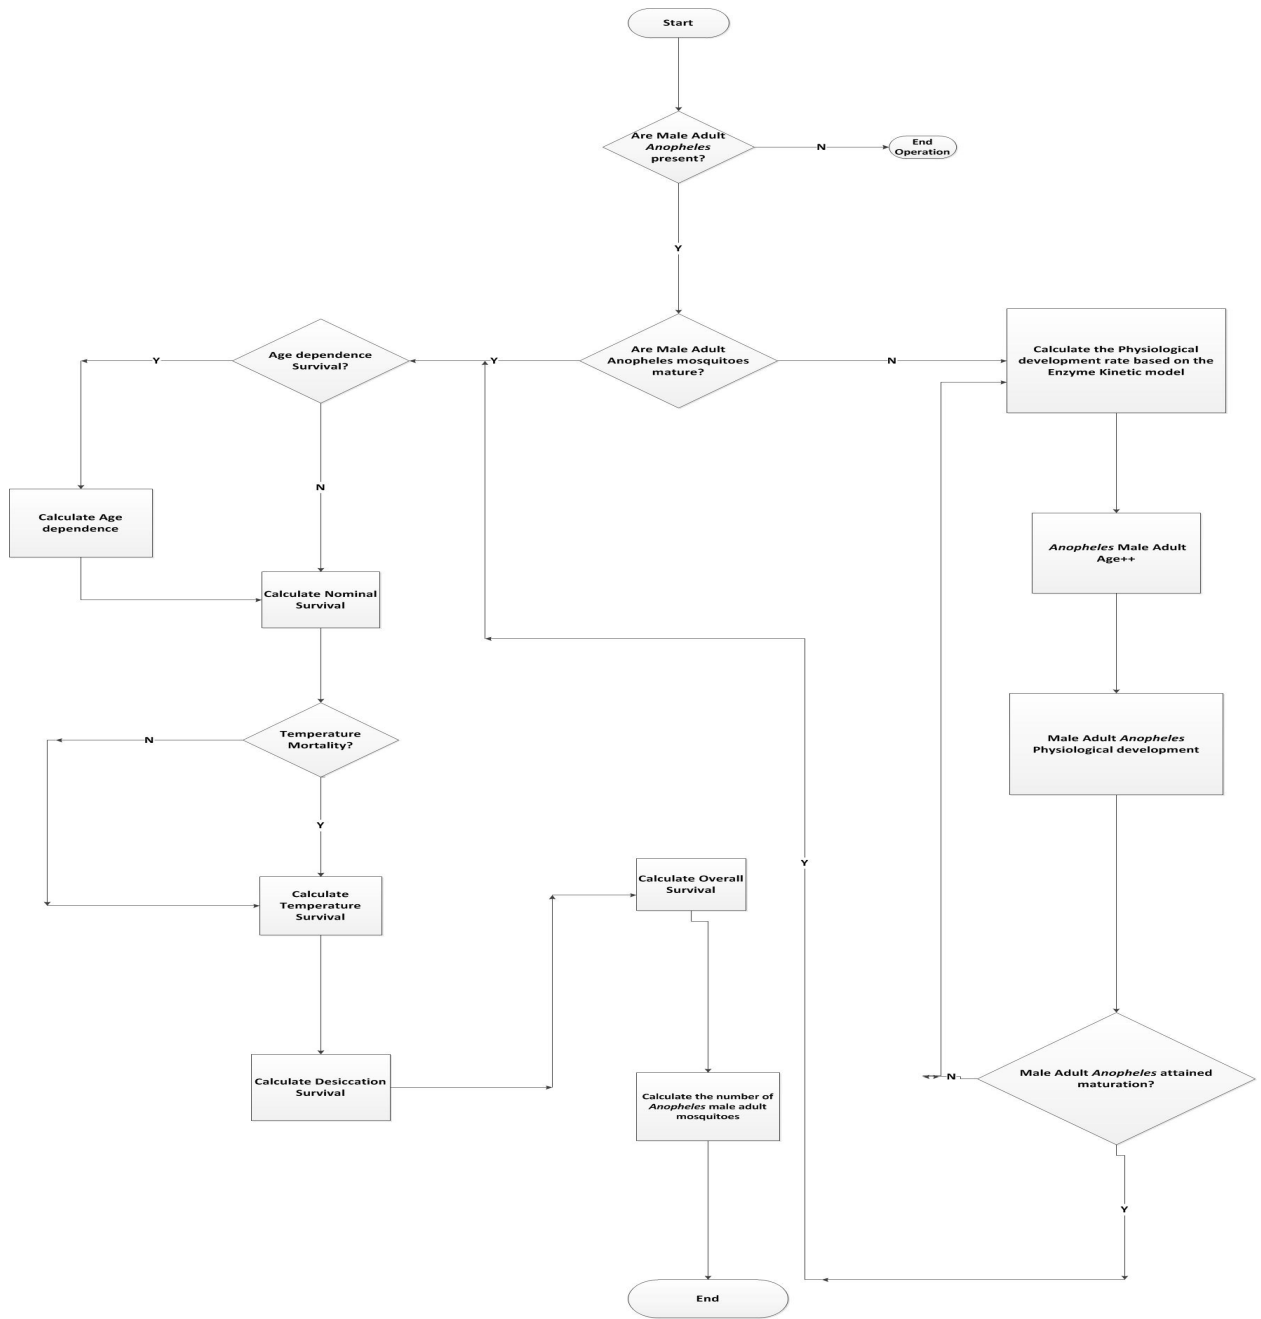 Start
Are Male Adult
Anopheles
present?
N
End
Operation
Y
Age dependence
Survival?
Y
Are Male Adult
Anopheles mosquitoes
mature?
Y
N
Calculate the Physiological
development rate based on the
Enzyme Kinetic model
N
Calculate Age
dependence
Anopheles Male Adult
Age++
Calculate Nominal
Survival
Temperature
Mortality?
N
Male Adult Anopheles
Physiological development
Y
Y
Calculate Overall
Survival
Calculate
Temperature
Survival
Calculate Desiccation
Survival
Calculate the number of
Anopheles male adult
mosquitoes
N
Male Adult Anopheles attained
maturation?
Y
End